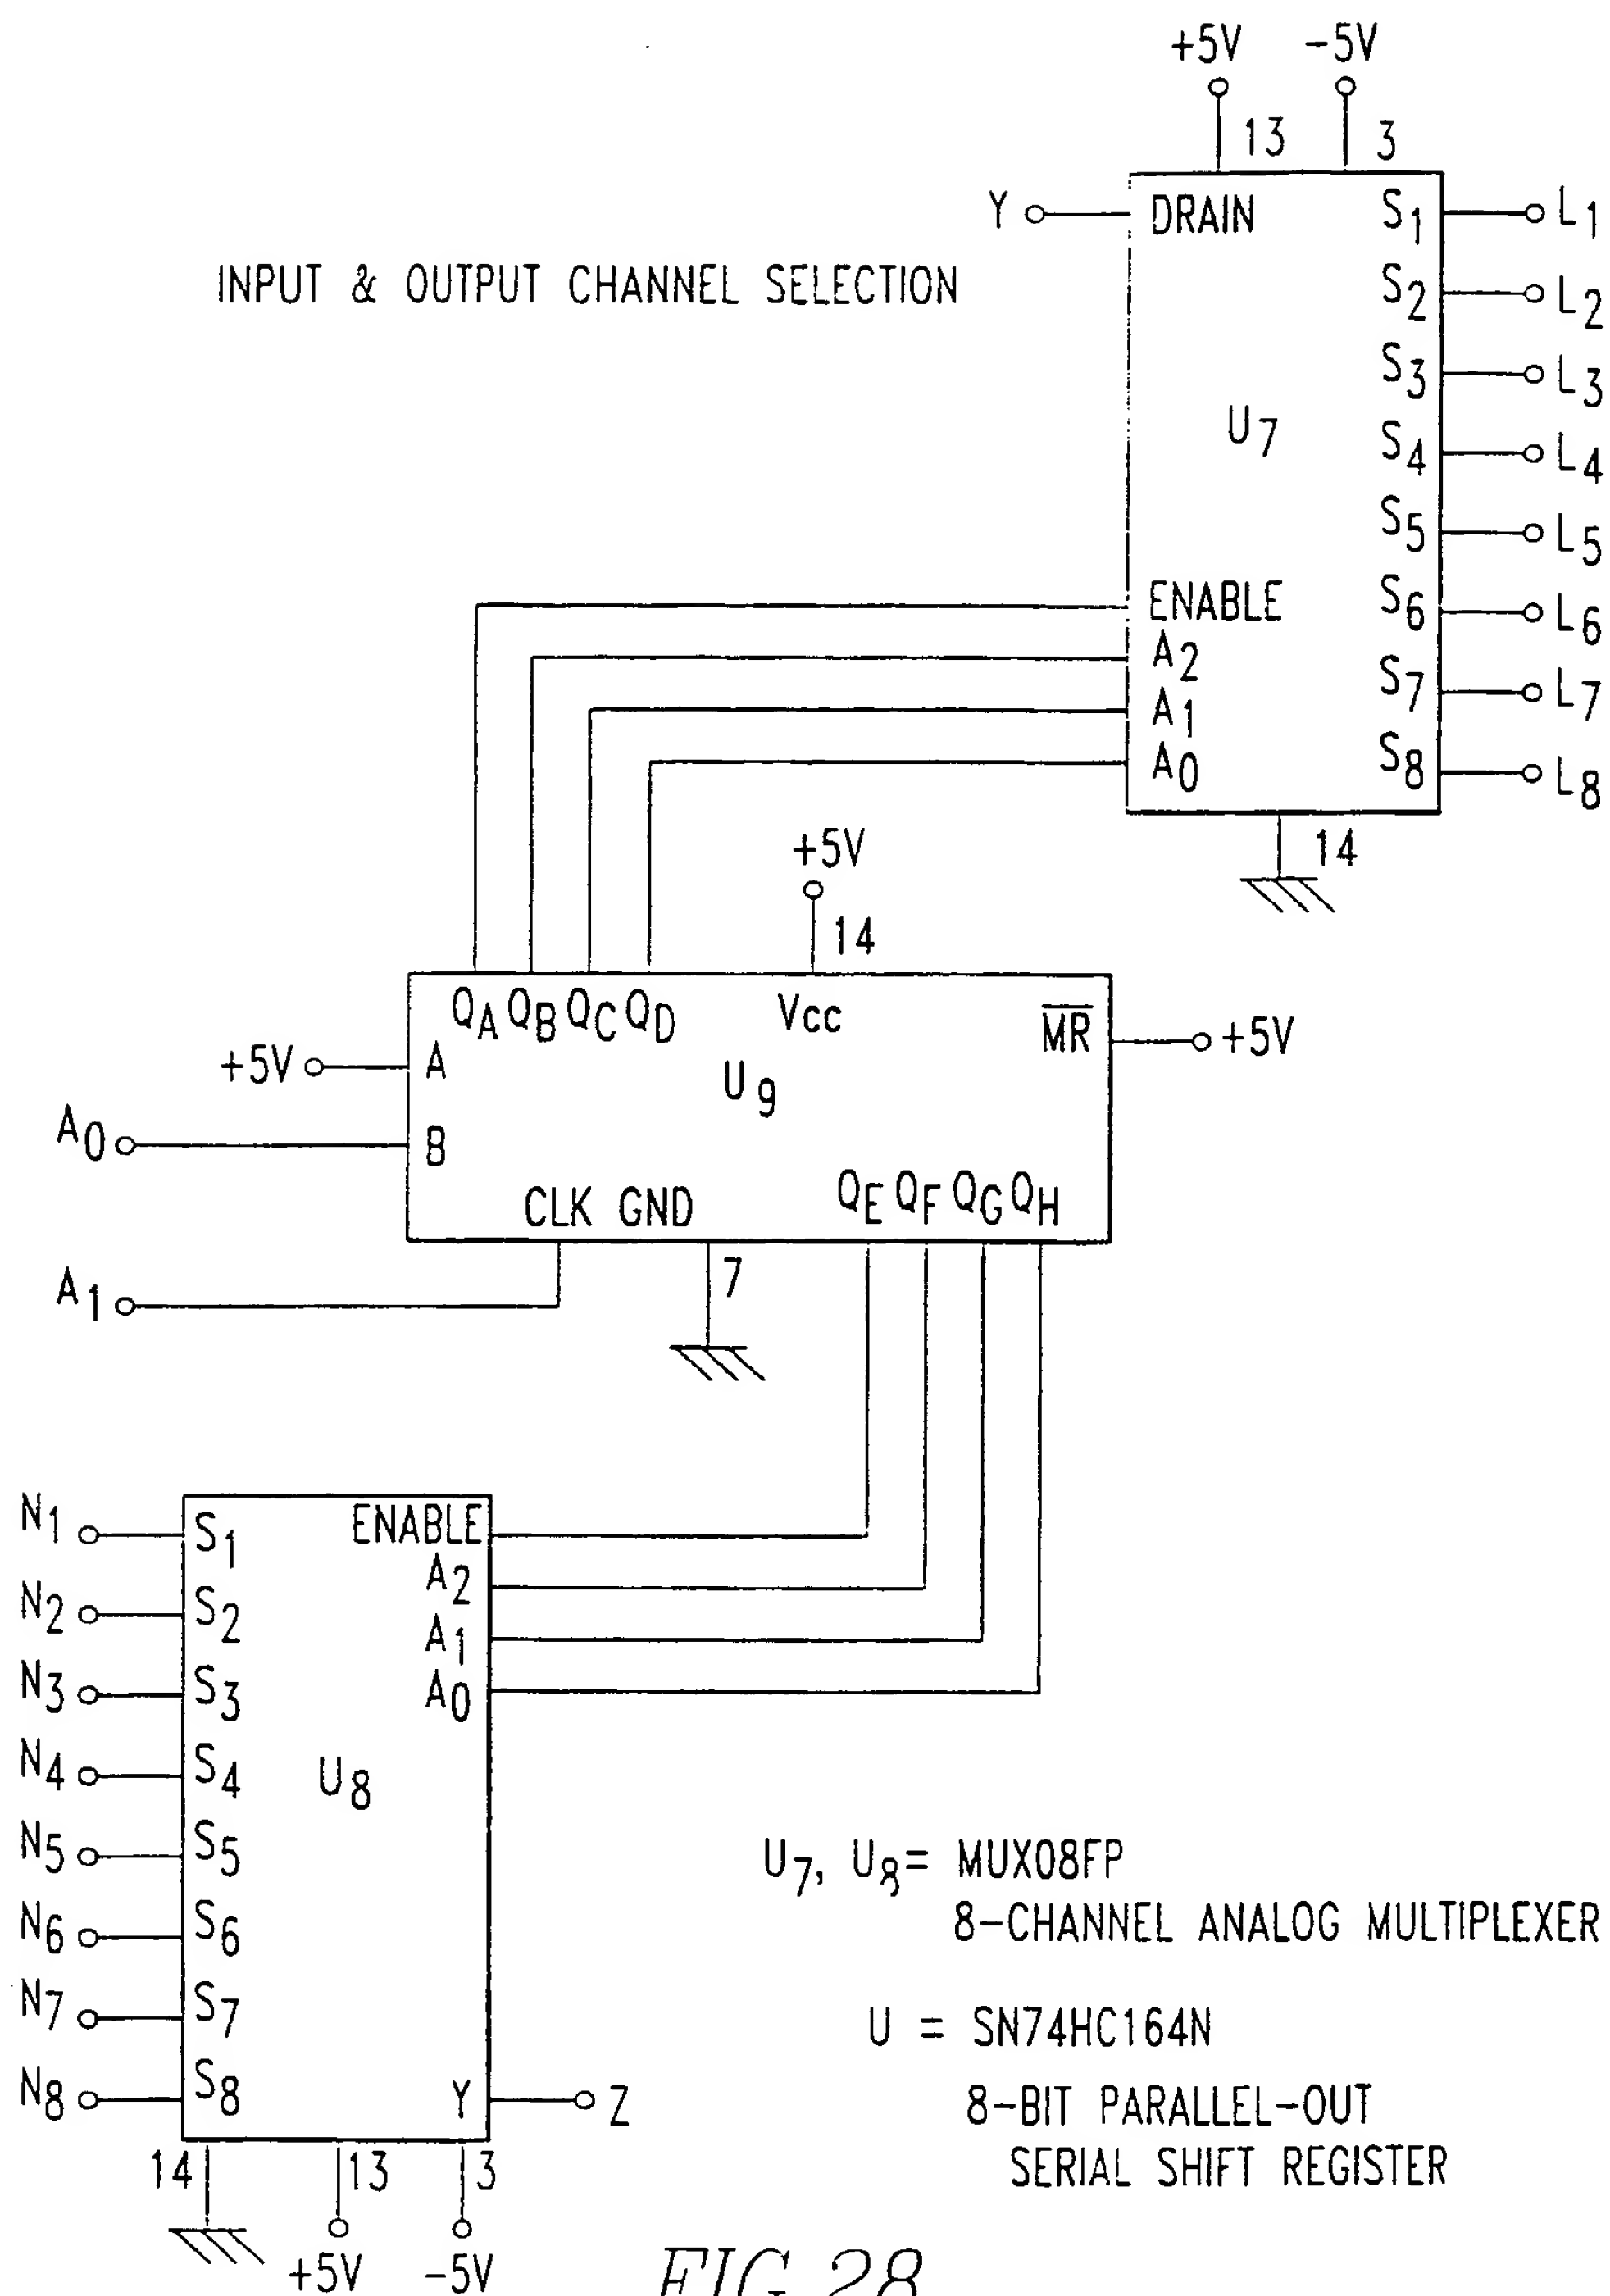 +5V -5V
13 3
Y DRAIN S1 L1
INPUT & OUTPUT CHANNEL SELECTION
S2 L2
S3 L3
U7
S4 L4
S5 L5
ENABLE S6 L6
A2
S7 L7
A1
A0 S8 L8
14
+5V
14
QA QB QC QD Vcc MR +5V
+5V A
U9
A0 B
CLK GND QE QF QG QH
A1 7
N1 S1 ENABLE
A2
N2 S2
A1
N3 S3 A0
N4 S4 U8
N5 S5
N6 S6
N7 S7
N8 S8 Y Z
14 13 3
+5V -5V
U7, U8= MUX08FP
8-CHANNEL ANALOG MULTIPLEXER
U = SN74HC164N
8-BIT PARALLEL-OUT
SERIAL SHIFT REGISTER
FIG. 28